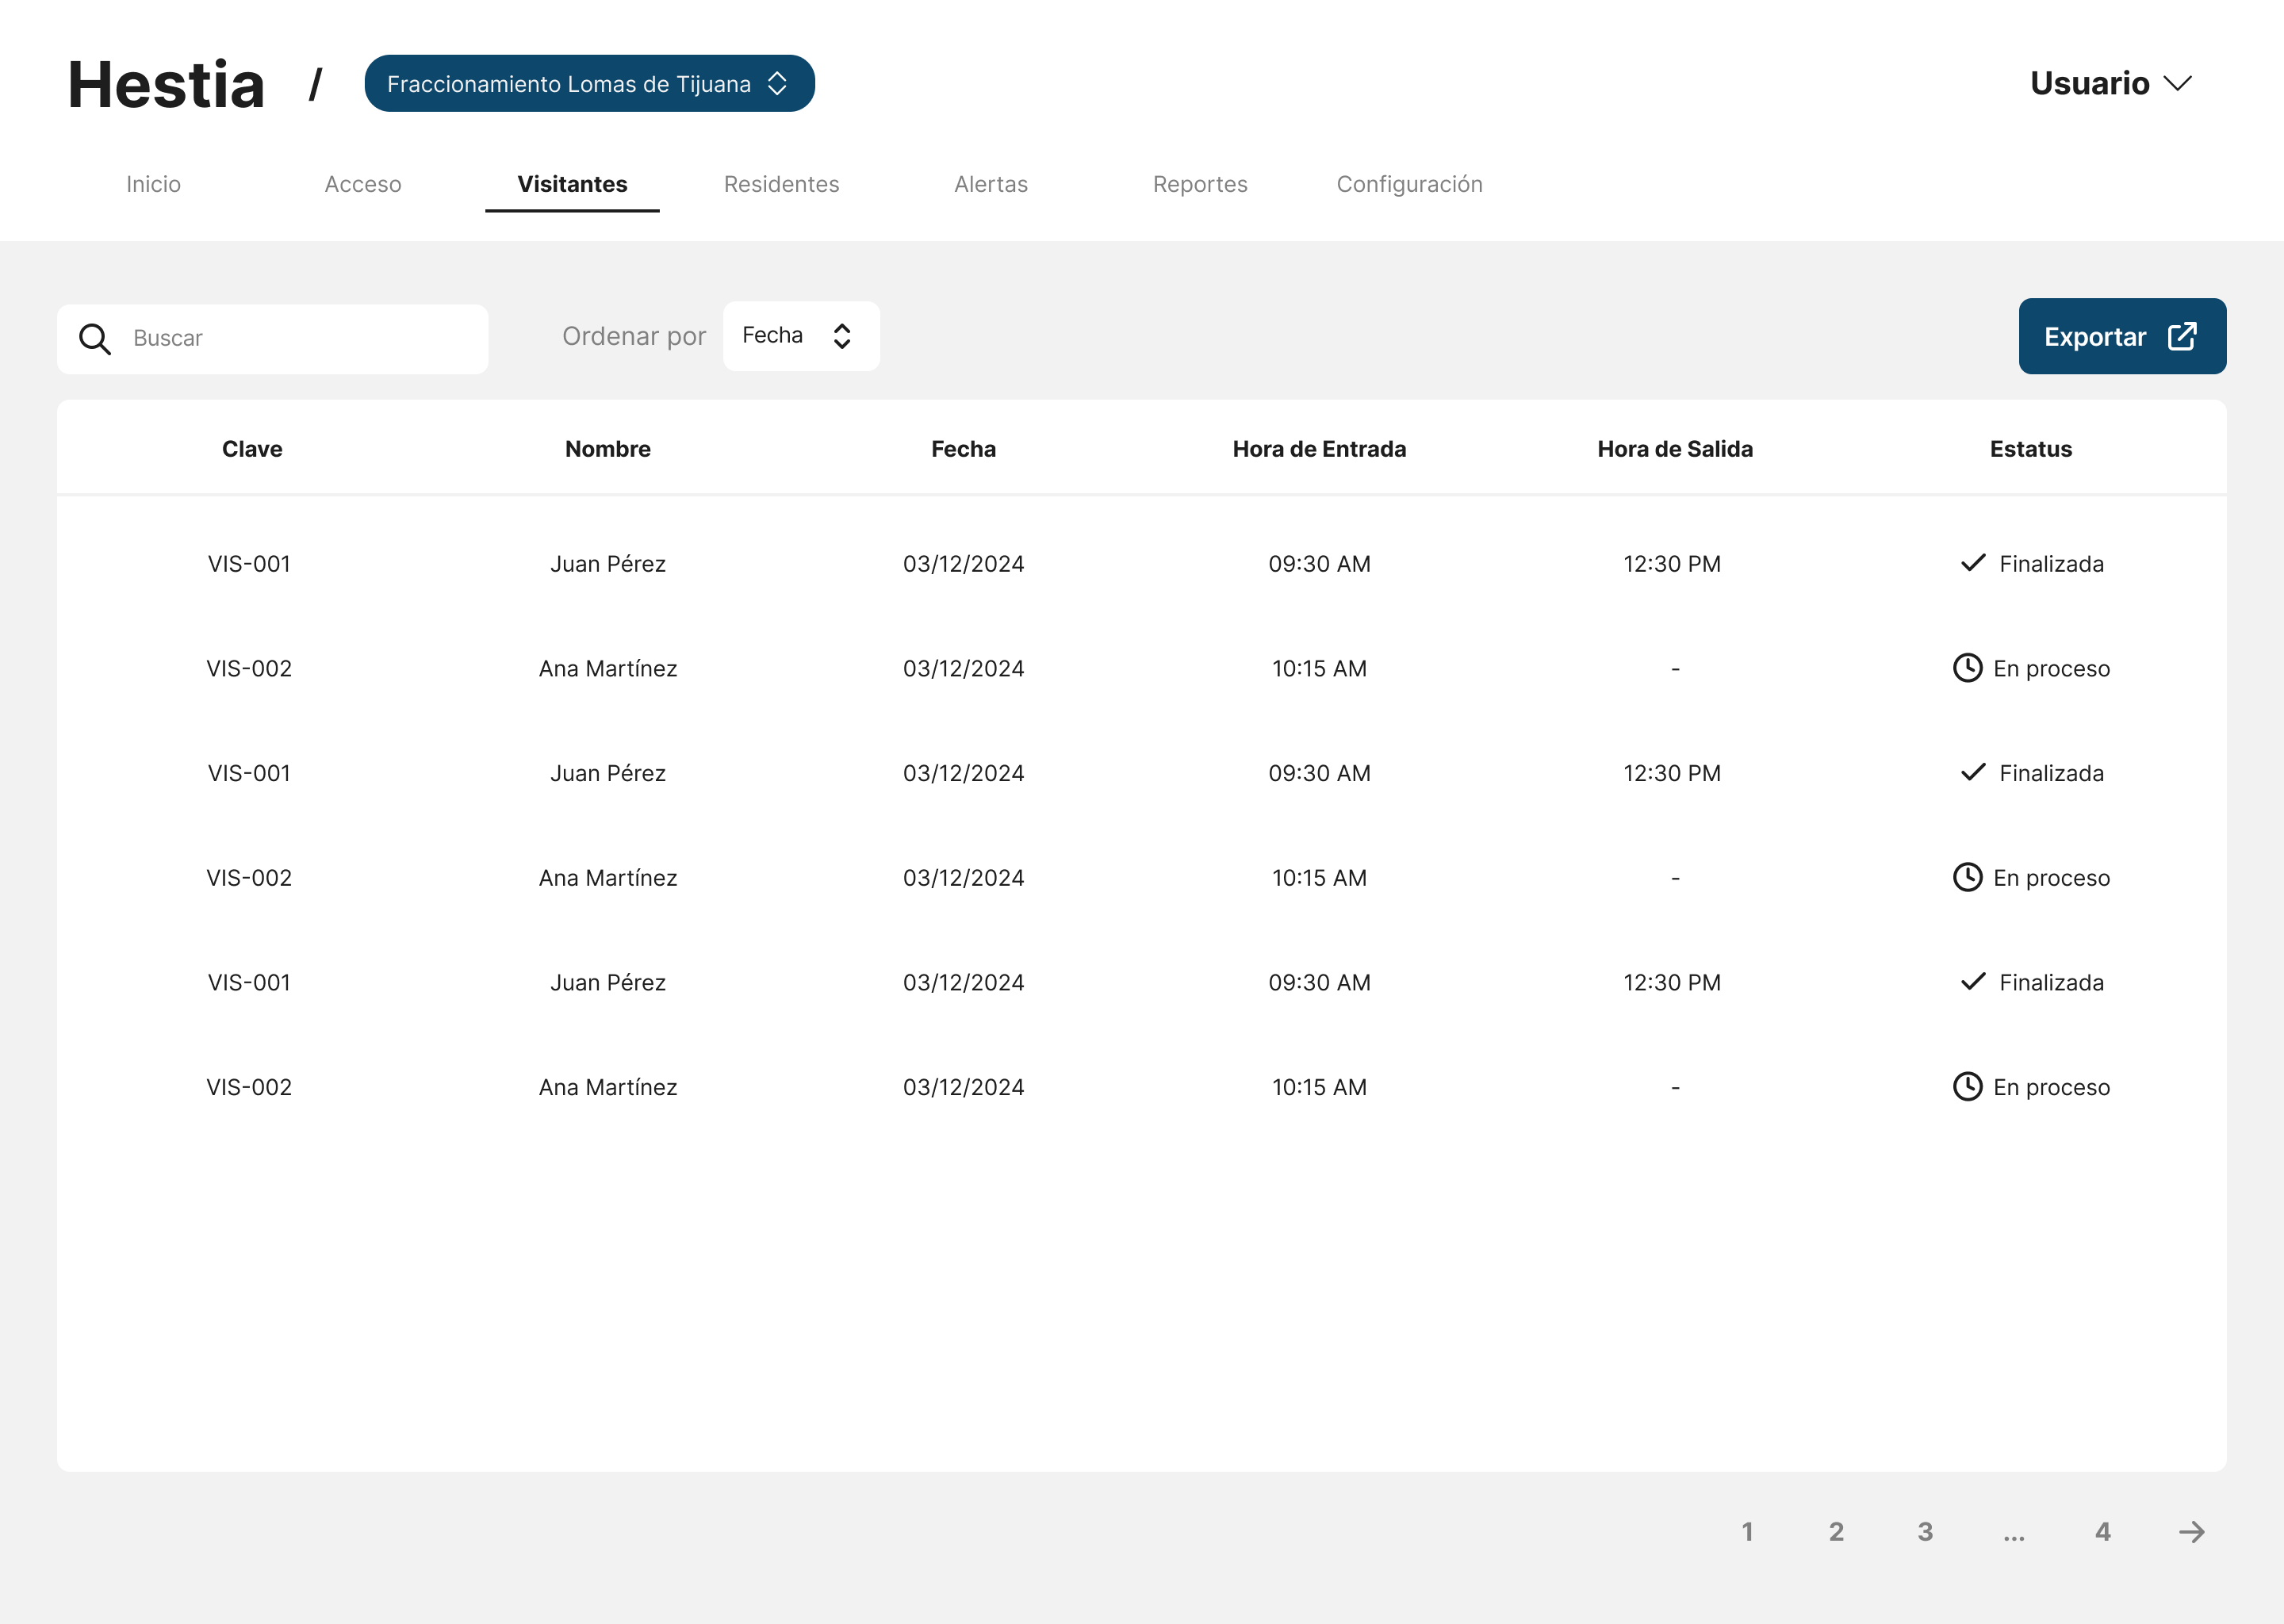 Hestia / Fraccionamiento Lomas de Tijuana Usuario
Inicio Acceso Visitantes Residentes Alertas Reportes Configuración
Buscar Ordenar por Fecha Exportar
Clave Nombre Fecha Hora de Entrada Hora de Salida Estatus
VIS-001 Juan Pérez 03/12/2024 09:30 AM 12:30 PM Finalizada
VIS-002 Ana Martínez 03/12/2024 10:15 AM - En proceso
VIS-001 Juan Pérez 03/12/2024 09:30 AM 12:30 PM Finalizada
VIS-002 Ana Martínez 03/12/2024 10:15 AM - En proceso
VIS-001 Juan Pérez 03/12/2024 09:30 AM 12:30 PM Finalizada
VIS-002 Ana Martínez 03/12/2024 10:15 AM - En proceso
1 2 3 ... 4